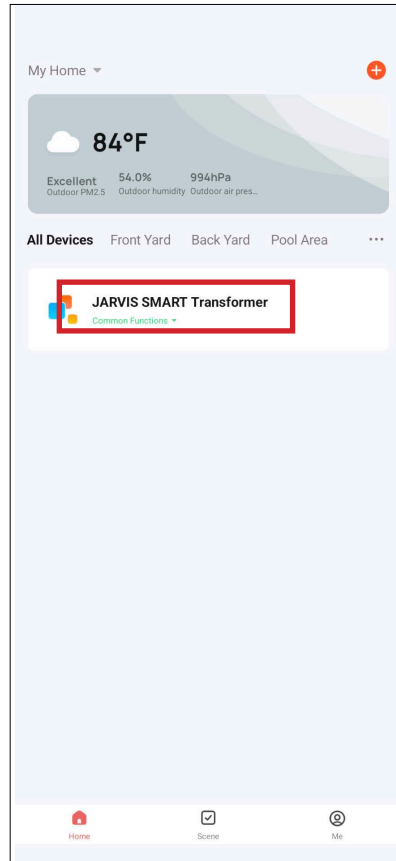 My Home
84°F
Excellent 54.0% 994hPa
Outdoor PM2.5 Outdoor humidity Outdoor air pres...
All Devices Front Yard Back Yard Pool Area ...
JARVIS SMART Transformer
Common Functions
Home Scene Me